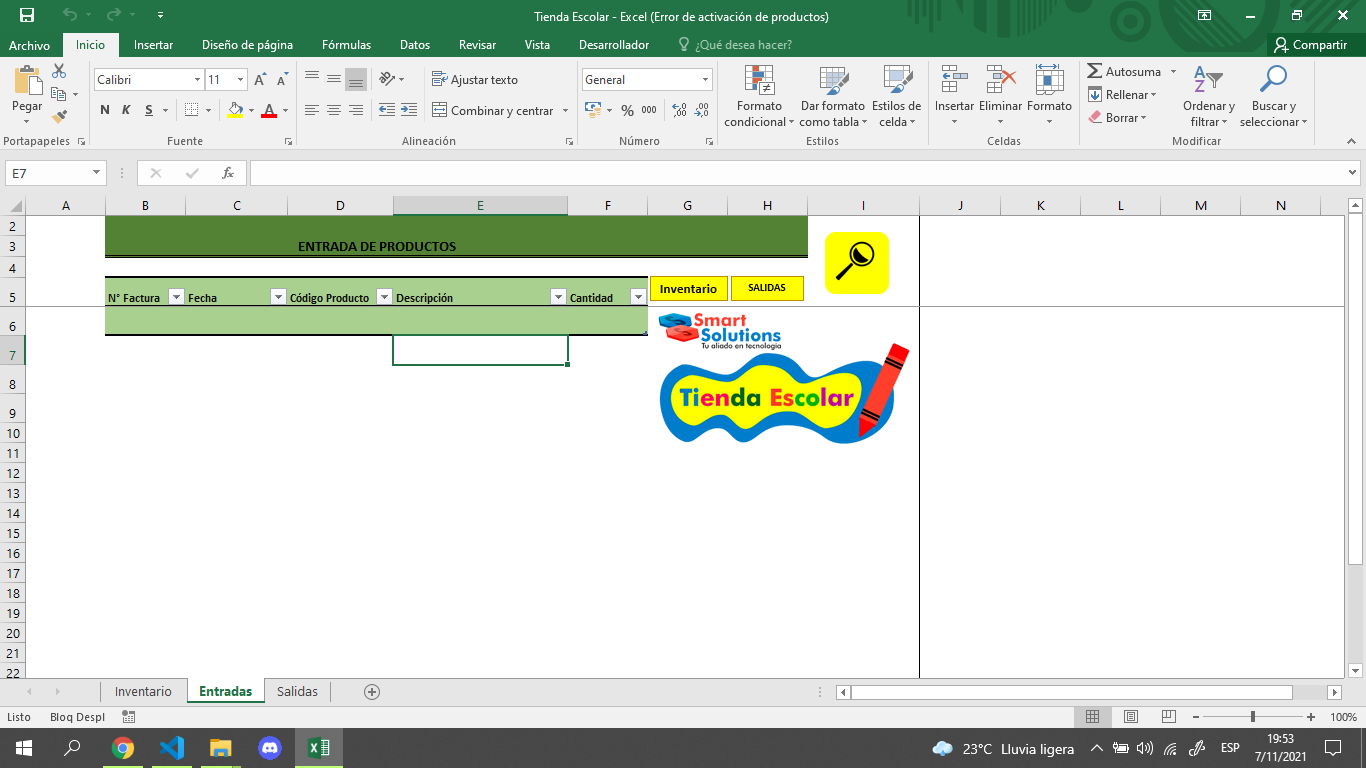 Tienda Escolar - Excel (Error de activación de productos)
Archivo Inicio Insertar Diseño de página Fórmulas Datos Revisar Vista Desarrollador ¿Qué desea hacer? Compartir
Pegar
Portapapeles
Calibri 11
N K S
A A
Fuente
Ajustar texto
Combinar y centrar
Alineación
General
% 000
Número
Formato condicional
Dar formato como tabla
Estilos de celda
Estilos
Insertar Eliminar Formato
Celdas
Autosuma
Rellenar
Borrar
Ordenar y filtrar
Buscar y seleccionar
Modificar
E7
fx
A B C D E F G H I J K L M N
2
3 ENTRADA DE PRODUCTOS
4
5 N° Factura Fecha Código Producto Descripción Cantidad Inventario SALIDAS
6
Smart
Solutions
Tu aliado en tecnología
7
8
Tienda Escolar
9
10
11
12
13
14
15
16
17
18
19
20
21
22
Inventario Entradas Salidas
Listo Bloq Despl 100%
23°C Lluvia ligera ESP 19:53
7/11/2021